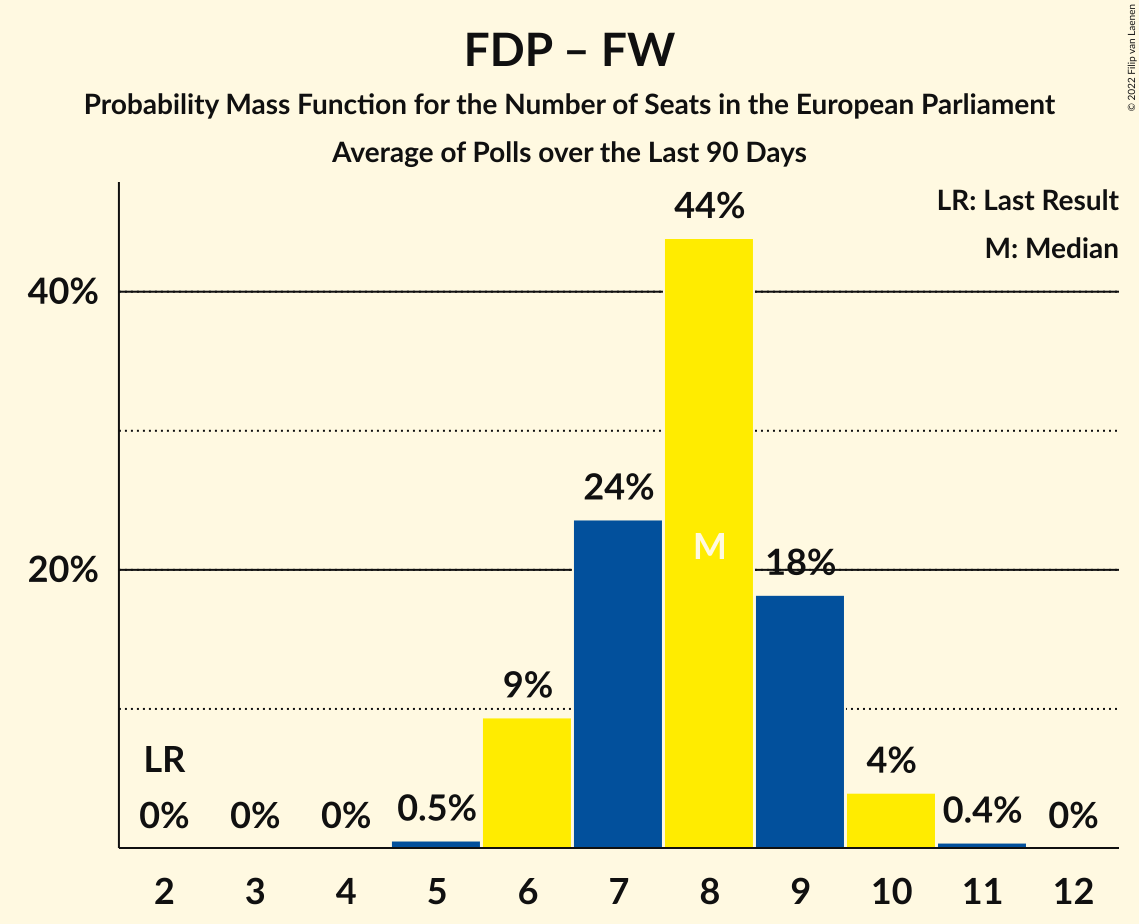 FDP – FW
Probability Mass Function for the Number of Seats in the European Parliament
Average of Polls over the Last 90 Days
© 2022 Filip van Laenen
LR: Last Result
M: Median
40%
20%
LR
0%
0%
0%
0.5%
9%
24%
44%
M
18%
4%
0.4%
0%
2 3 4 5 6 7 8 9 10 11 12